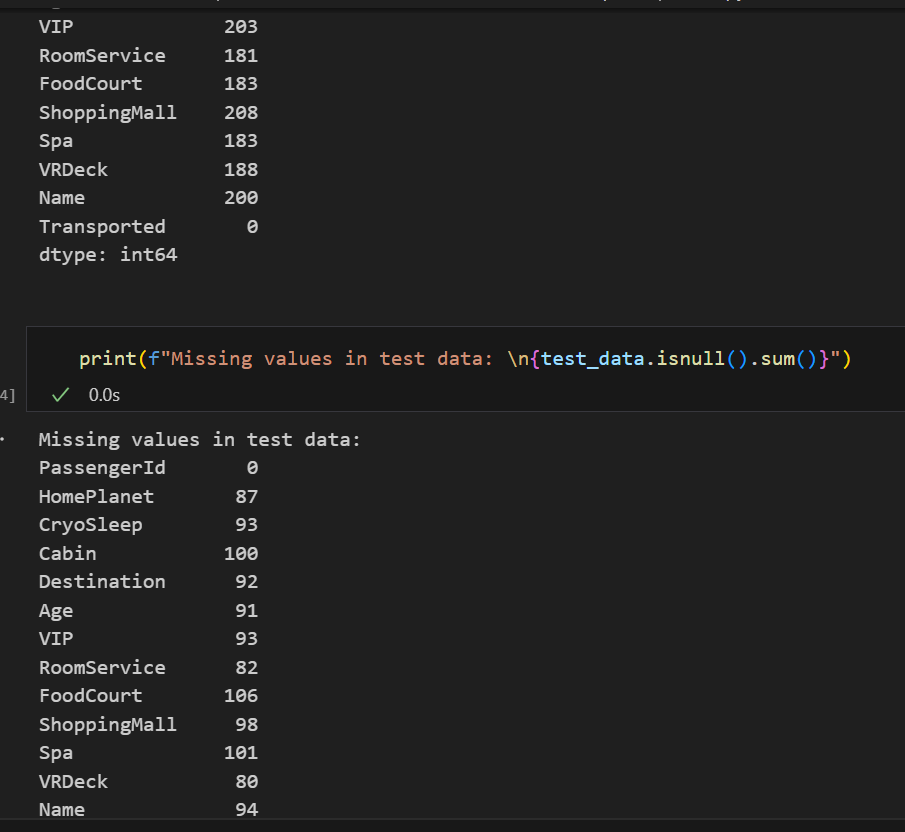 VIP 203
RoomService 181
FoodCourt 183
ShoppingMall 208
Spa 183
VRDeck 188
Name 200
Transported 0
dtype: int64
print(f"Missing values in test data: \n{test_data.isnull().sum()}")
4]
0.0s
Missing values in test data:
PassengerId 0
HomePlanet 87
CryoSleep 93
Cabin 100
Destination 92
Age 91
VIP 93
RoomService 82
FoodCourt 106
ShoppingMall 98
Spa 101
VRDeck 80
Name 94